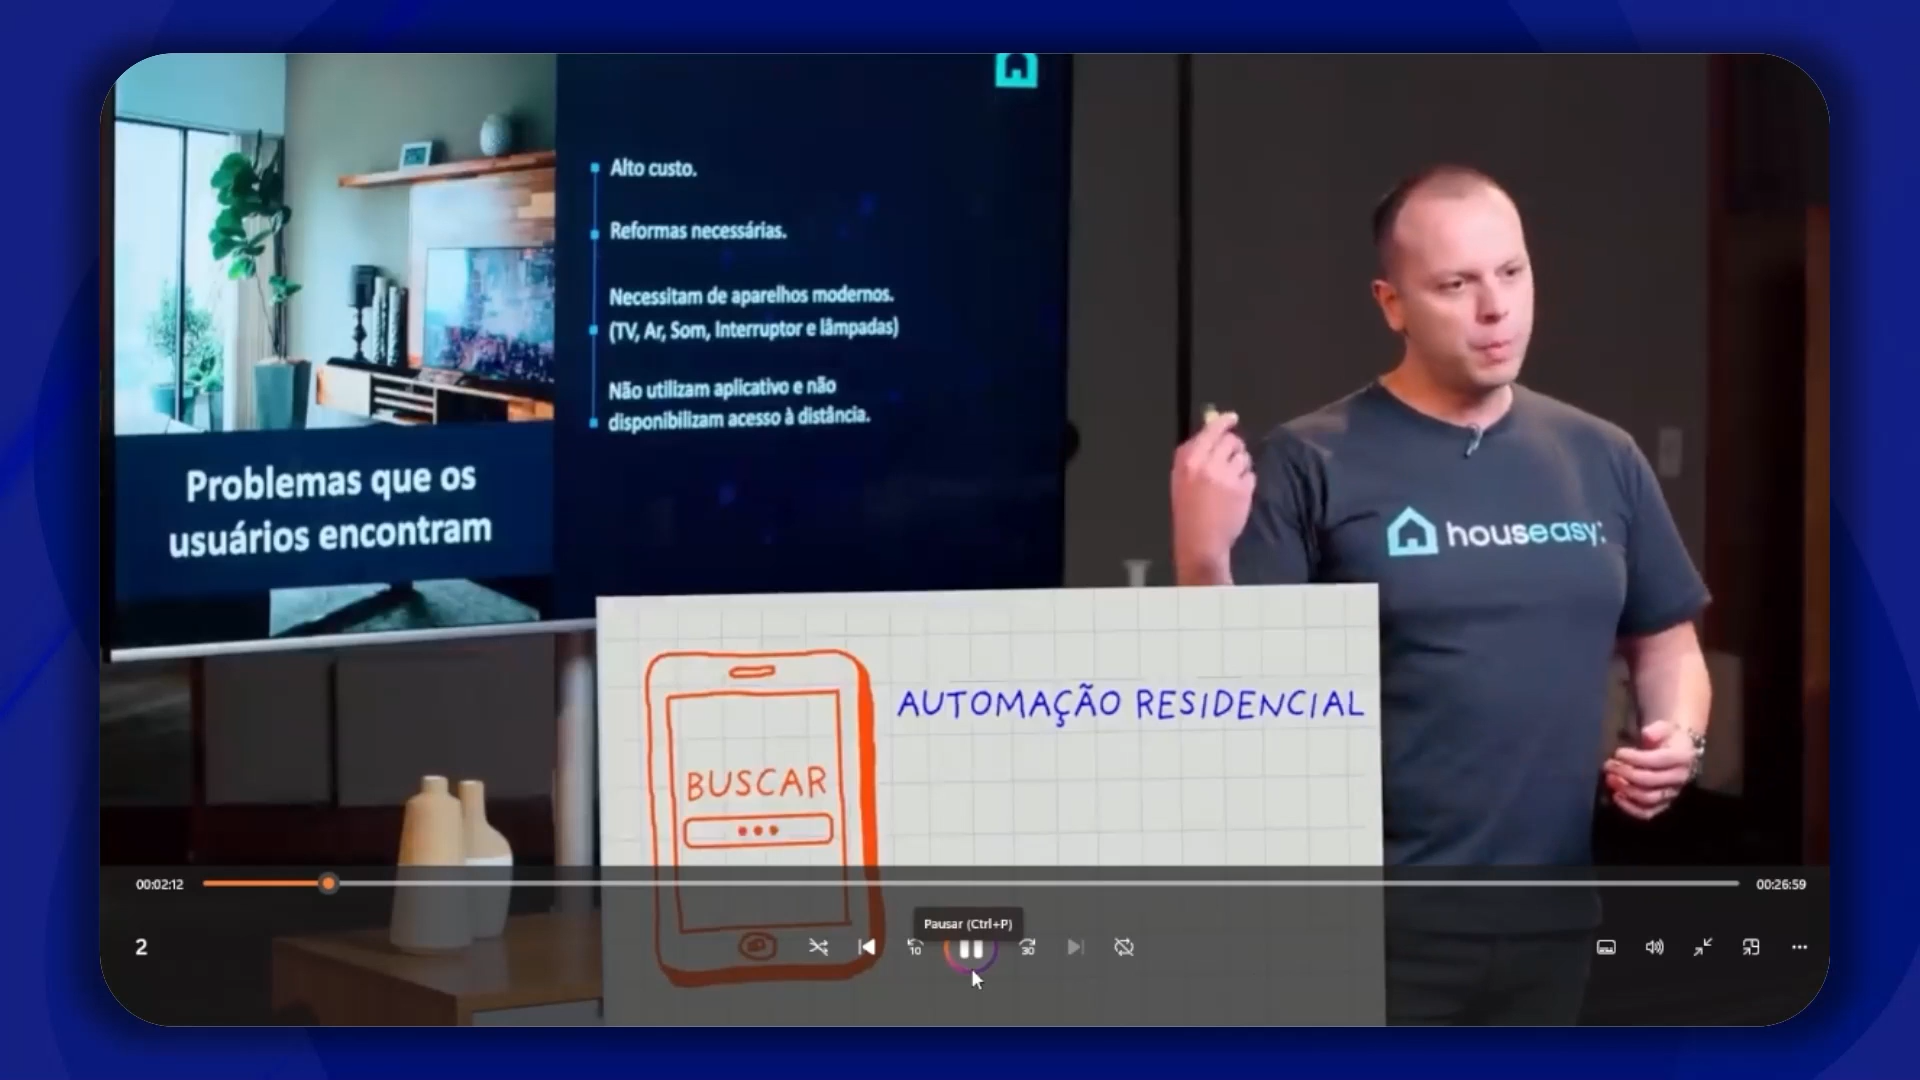 Alto custo.
Reformas necessárias.
Necessitam de aparelhos modernos.
(TV, Ar, Som, Interruptor e lâmpadas)
Não utilizam aplicativo e não
disponibilizam acesso à distância.
Problemas que os
usuários encontram
houseasy:
AUTOMAÇÃO RESIDENCIAL
BUSCAR
00:02:12
00:26:59
Pausar (Ctrl+P)
2
10
30